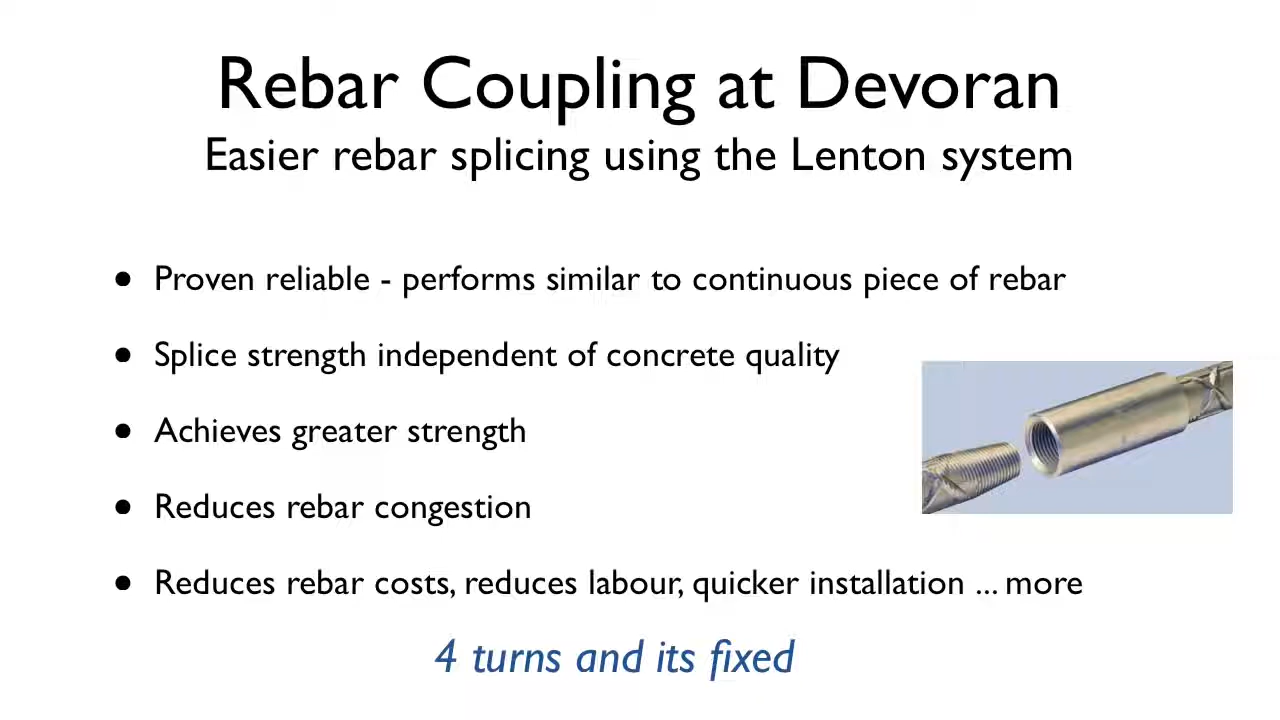 Rebar Coupling at Devoran
Easier rebar splicing using the Lenton system
• Proven reliable - performs similar to continuous piece of rebar
• Splice strength independent of concrete quality
• Achieves greater strength
• Reduces rebar congestion
• Reduces rebar costs, reduces labour, quicker installation ... more
4 turns and its fixed